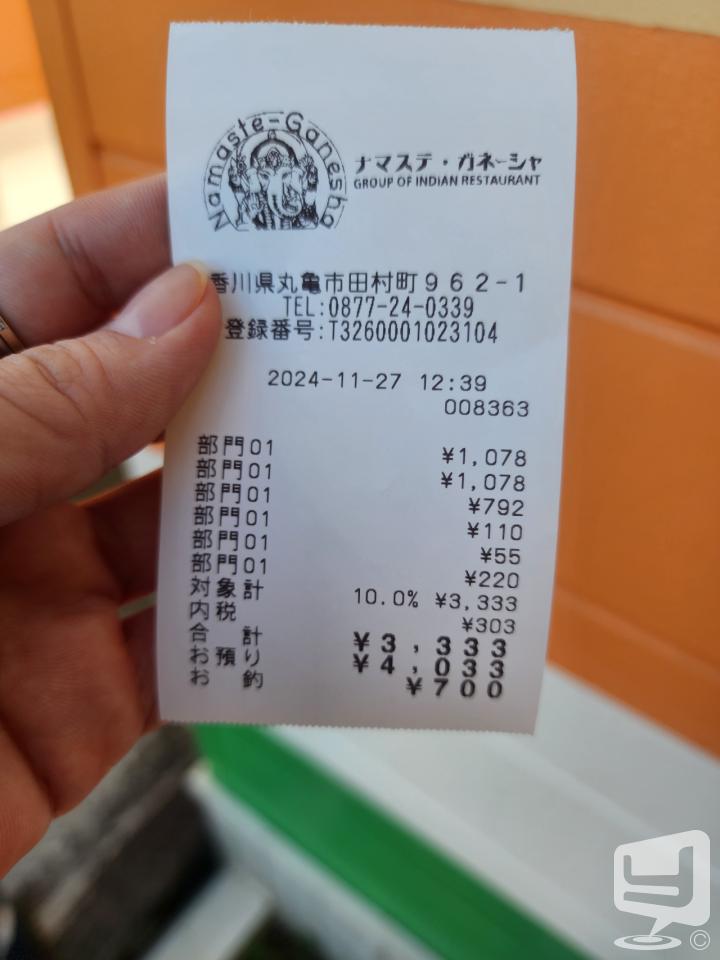 Namaste-Ganesha
ナマステ・ガネーシャ
GROUP OF INDIAN RESTAURANT
香川県丸亀市田村町962-1
TEL:0877-24-0339
登録番号:T3260001023104
2024-11-27 12:39
008363
部門01 ¥1,078
部門01 ¥1,078
部門01 ¥792
部門01 ¥110
部門01 ¥55
部門01 ¥220
対象計 10.0% ¥3,333
内税 ¥303
合計 ¥3,333
お預り ¥4,033
お釣 ¥700
©